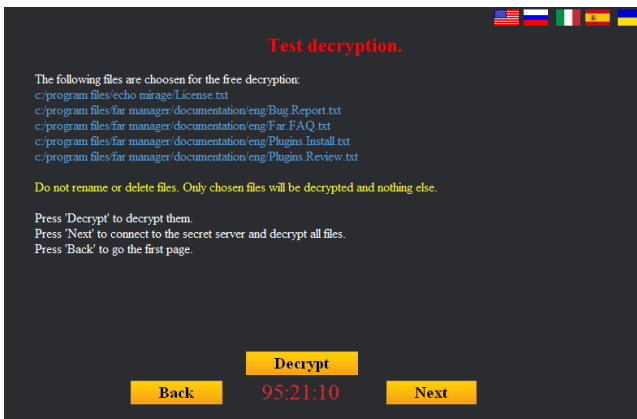 Test decryption.
The following files are choosen for the free decryption:
c:/program files/echo mirage/License.txt
c:/program files/far manager/documentation/eng/Bug.Report.txt
c:/program files/far manager/documentation/eng/Far.FAQ.txt
c:/program files/far manager/documentation/eng/Plugins.Install.txt
c:/program files/far manager/documentation/eng/Plugins.Review.txt
Do not rename or delete files. Only chosen files will be decrypted and nothing else.
Press 'Decrypt' to decrypt them.
Press 'Next' to connect to the secret server and decrypt all files.
Press 'Back' to go the first page.
Decrypt
Back 95:21:10 Next